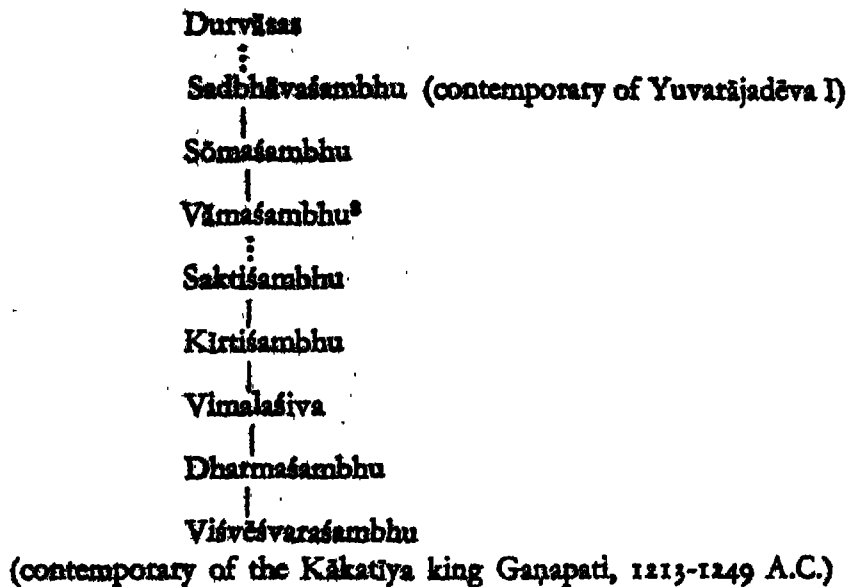 Durvāsas
Sadbhāvaśambhu (contemporary of Yuvarājadēva I)
Sōmaśambhu
Vāmaśambhu⁸
Saktiśambhu
Kīrtiśambhu
Vimalaśiva
Dharmaśambhu
Viśvēśvaraśambhu
(contemporary of the Kākatīya king Gaṇapati, 1213-1249 A.C.)